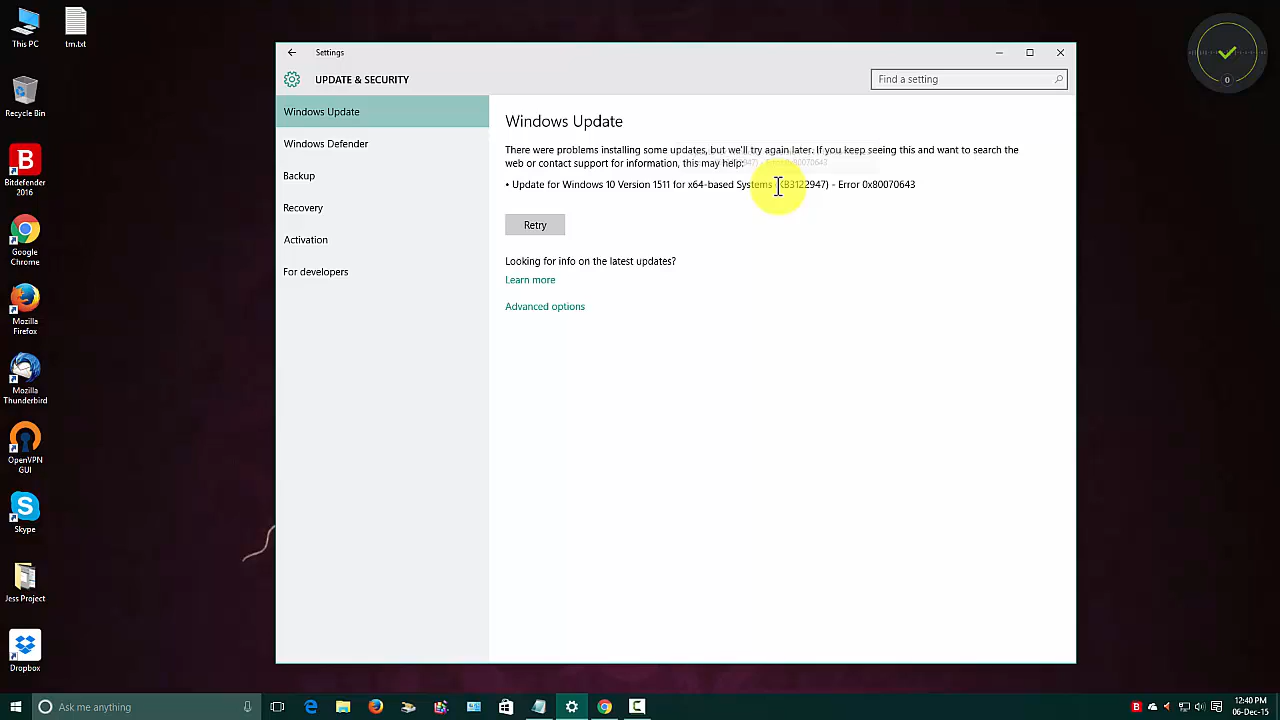 This PC
tm.txt
Recycle Bin
Bitdefender
2016
Google
Chrome
Mozilla
Firefox
Mozilla
Thunderbird
OpenVPN
GUI
Skype
Jess Project
Dropbox
Settings
UPDATE & SECURITY
Find a setting
Windows Update
Windows Defender
Backup
Recovery
Activation
For developers
Windows Update
There were problems installing some updates, but we'll try again later. If you keep seeing this and want to search the
web or contact support for information, this may help:
• Update for Windows 10 Version 1511 for x64-based Systems (KB3122947) - Error 0x80070643
Retry
Looking for info on the latest updates?
Learn more
Advanced options
0
Ask me anything
12:40 PM
06-Dec-15